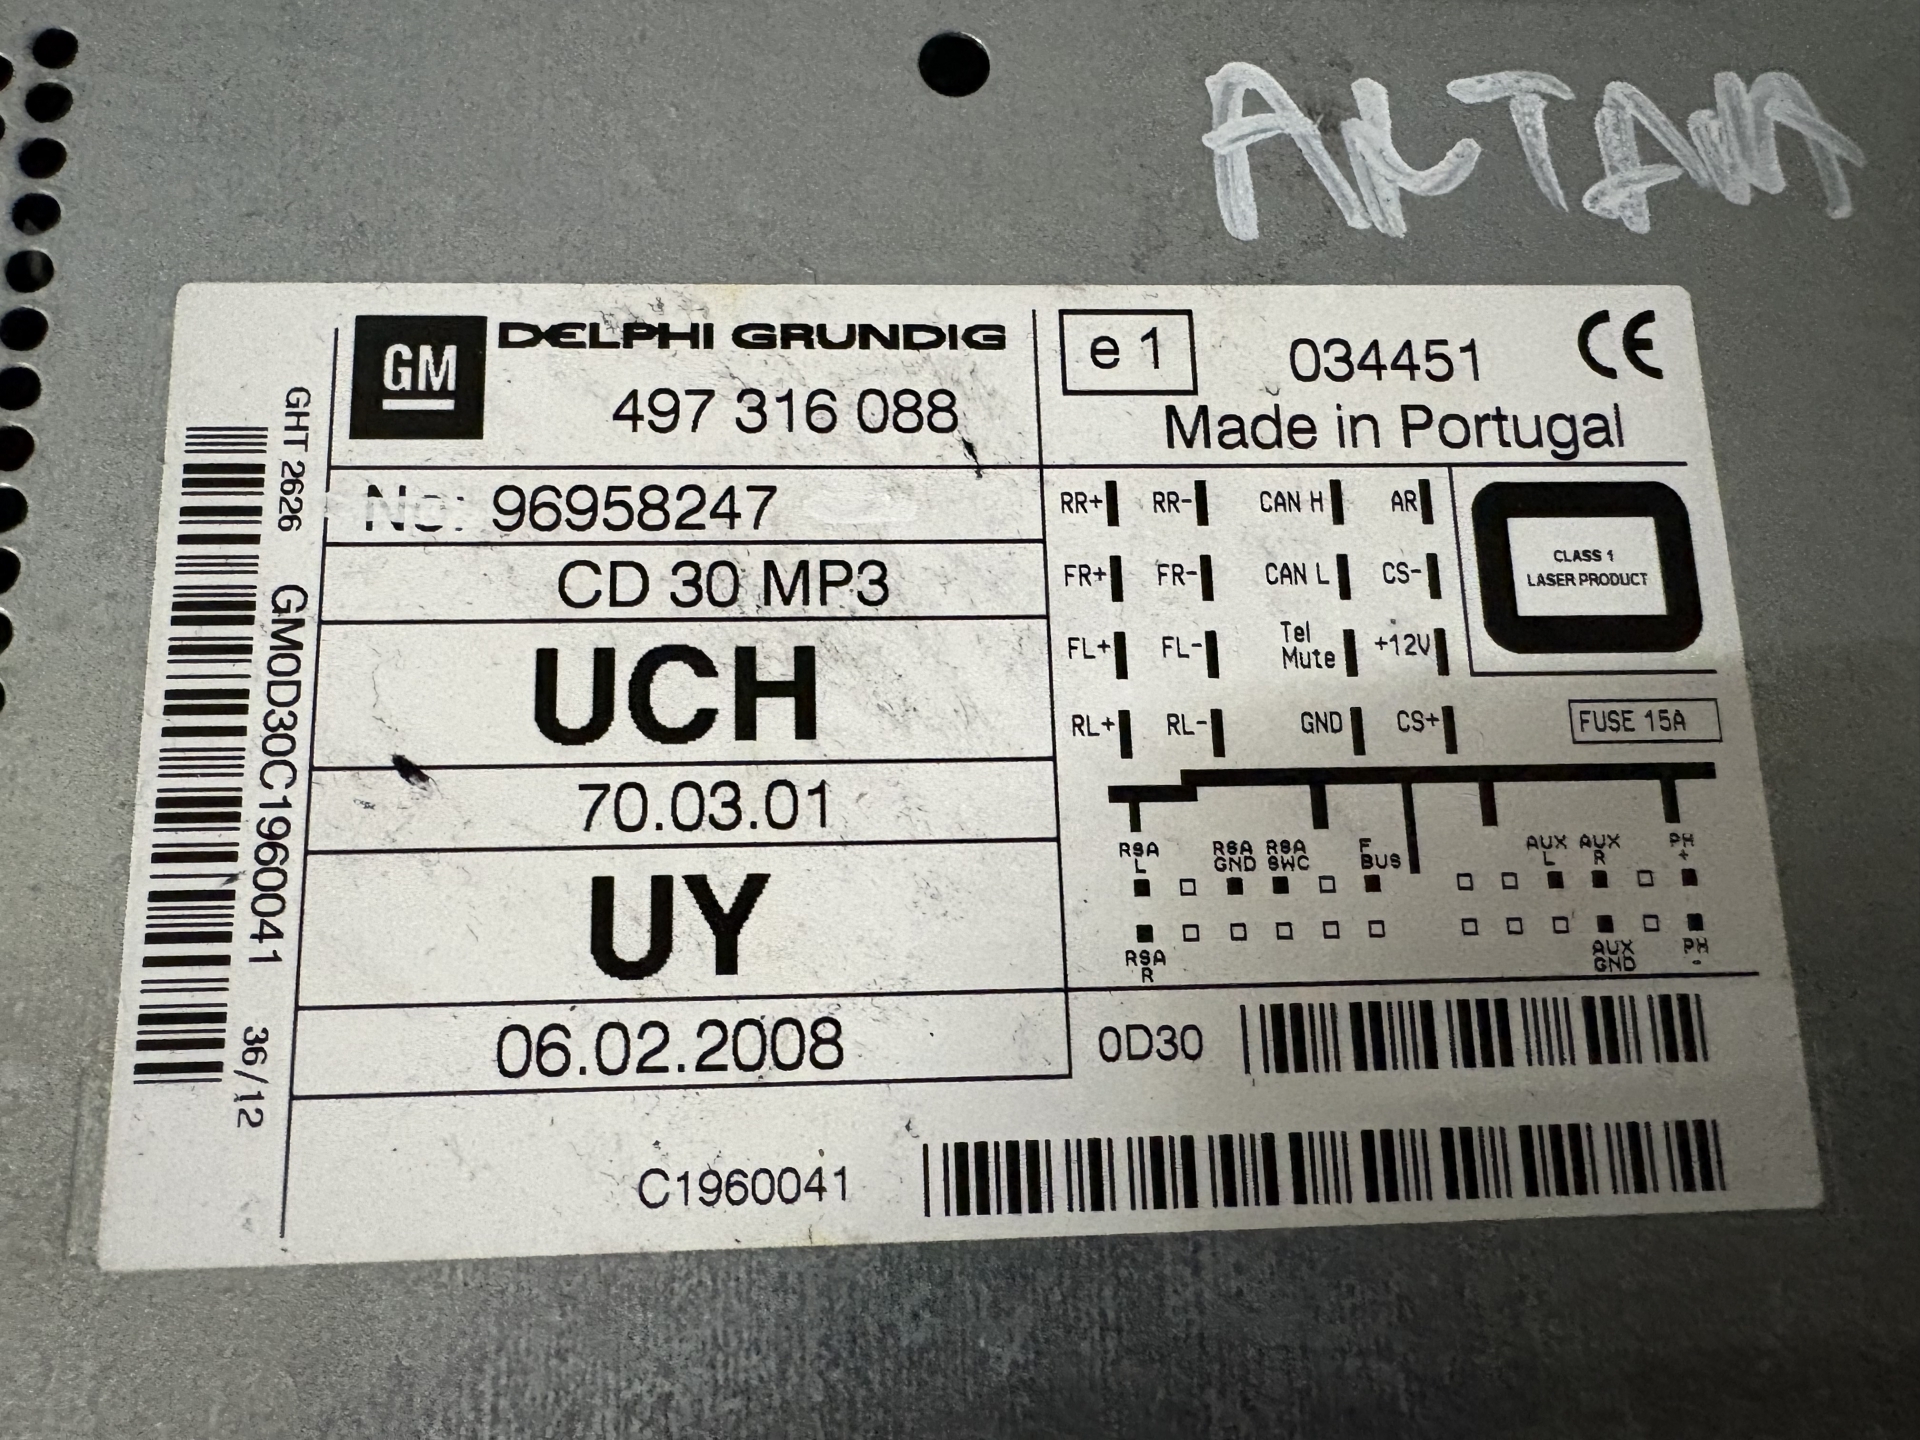 GM
DELPHI GRUNDIG
497 316 088
No: 96958247
CD 30 MP3
UCH
70.03.01
UY
06.02.2008
C1960041
e 1
034451
CE
Made in Portugal
RR+ RR- CAN H AR
FR+ FR- CAN L CS-
FL+ FL- Tel Mute +12V
RL+ RL- GND CS+
CLASS 1
LASER PRODUCT
FUSE 15A
RSA L RSA GND RSA SWC F BUS AUX L AUX R PH +
RSA R AUX GND PH -
0D30
GHT 2626 GM0D30C1960041 36/12